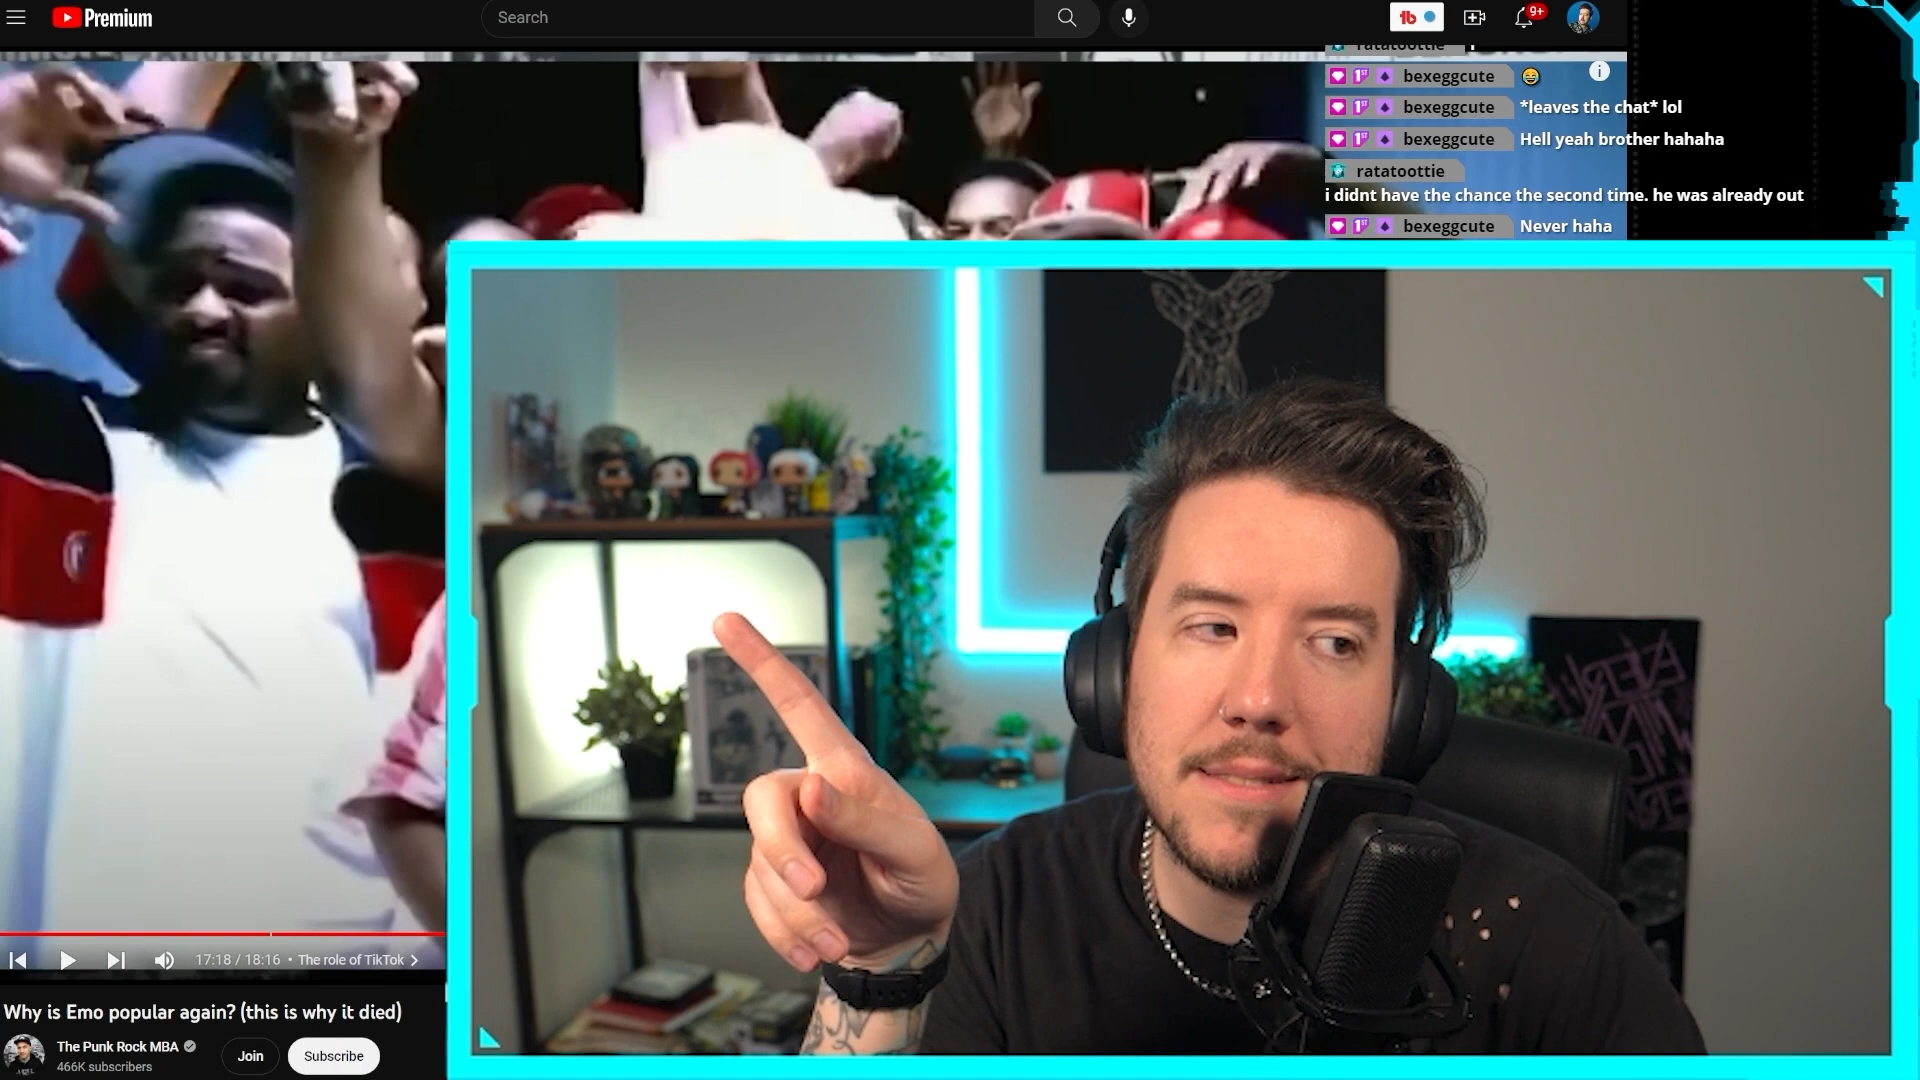 Premium
Search
9+
ratatoottie
bexeggcute
bexeggcute *leaves the chat* lol
bexeggcute Hell yeah brother hahaha
ratatoottie
i didnt have the chance the second time. he was already out
bexeggcute Never haha
17:18 / 18:16 • The role of TikTok
Why is Emo popular again? (this is why it died)
The Punk Rock MBA
466K subscribers
Join
Subscribe